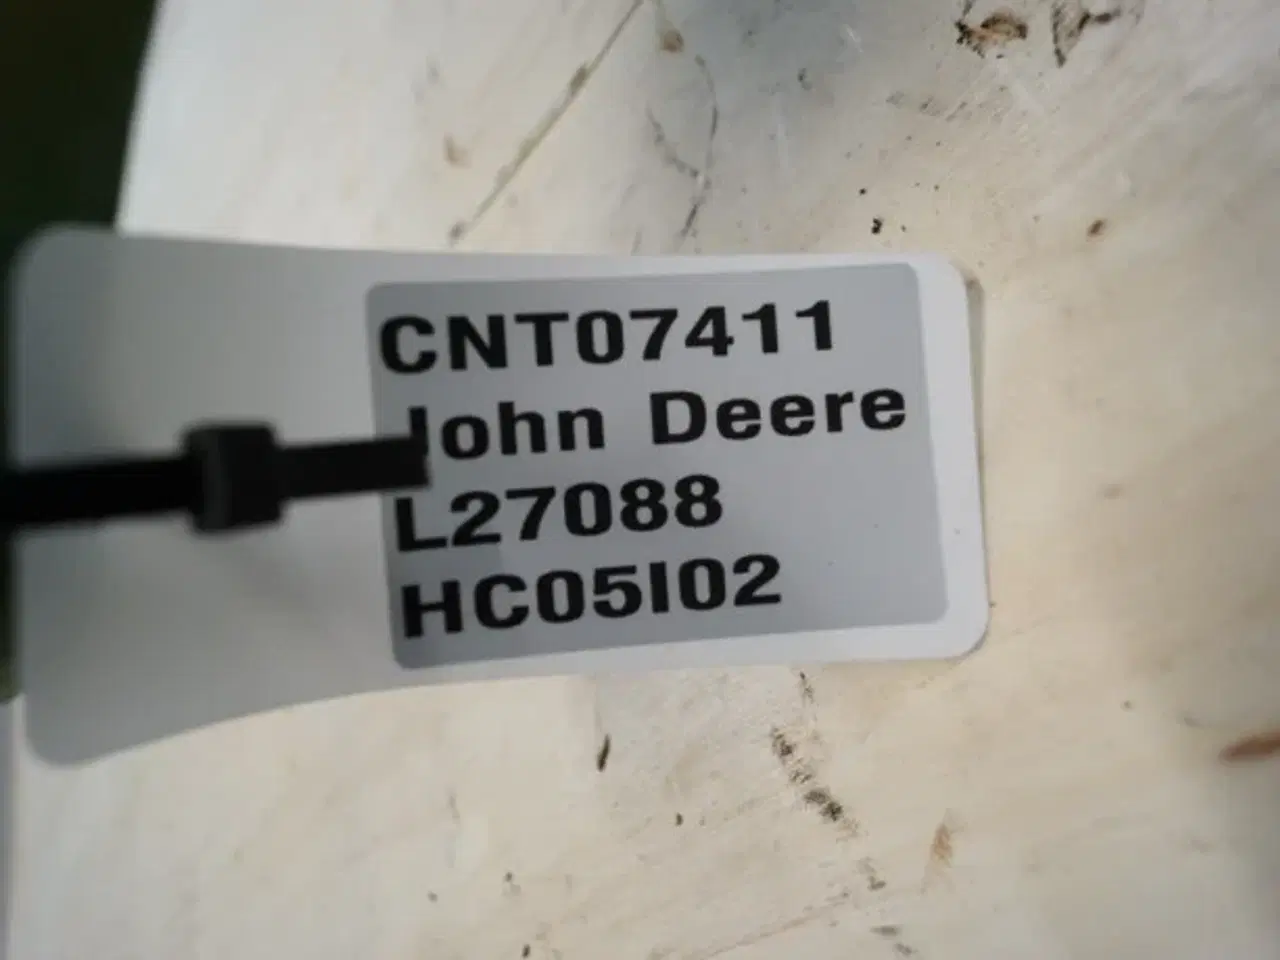 CNT07411
John Deere
L27088
HC05I02